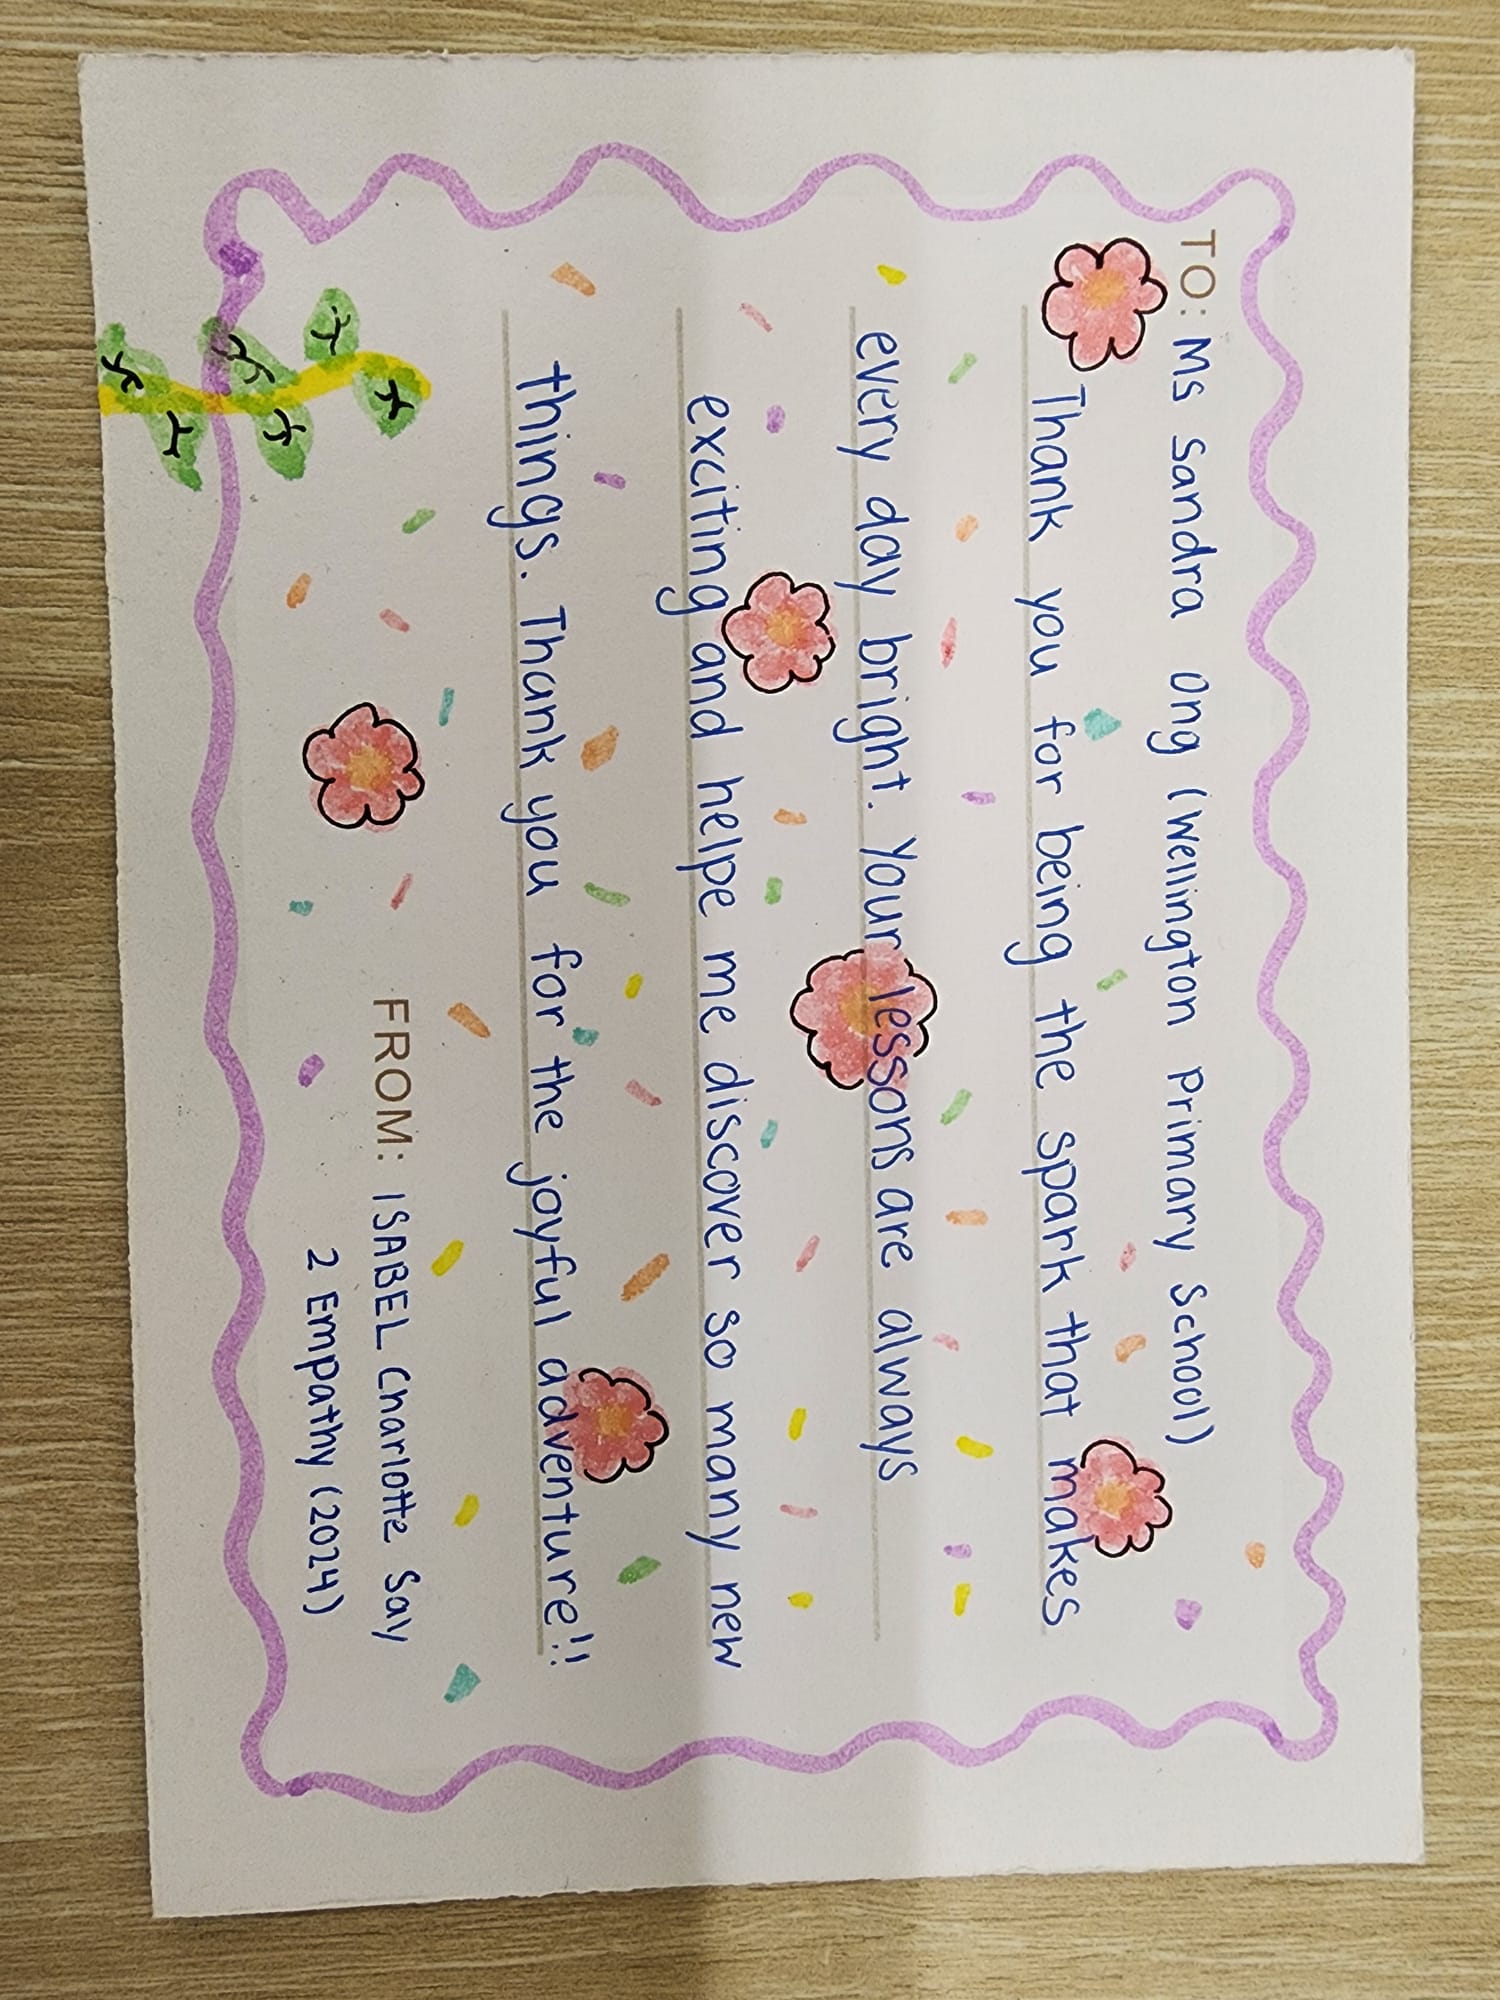 TO: Ms Sandra Ong (Wellington Primary School)
Thank you for being the spark that makes
every day bright. Your lessons are always
exciting and helpe me discover so many new
things. Thank you for the joyful adventure!!
FROM: ISABEL Charlotte Say
2 Empathy (2024)